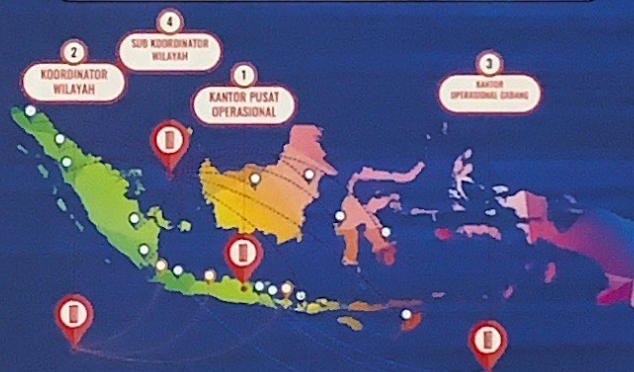 4
SUB KOORDINATOR
WILAYAH
2
KOORDINATOR
WILAYAH
1
KANTOR PUSAT
OPERASIONAL
3
KANTOR
OPERASIONAL CABANG